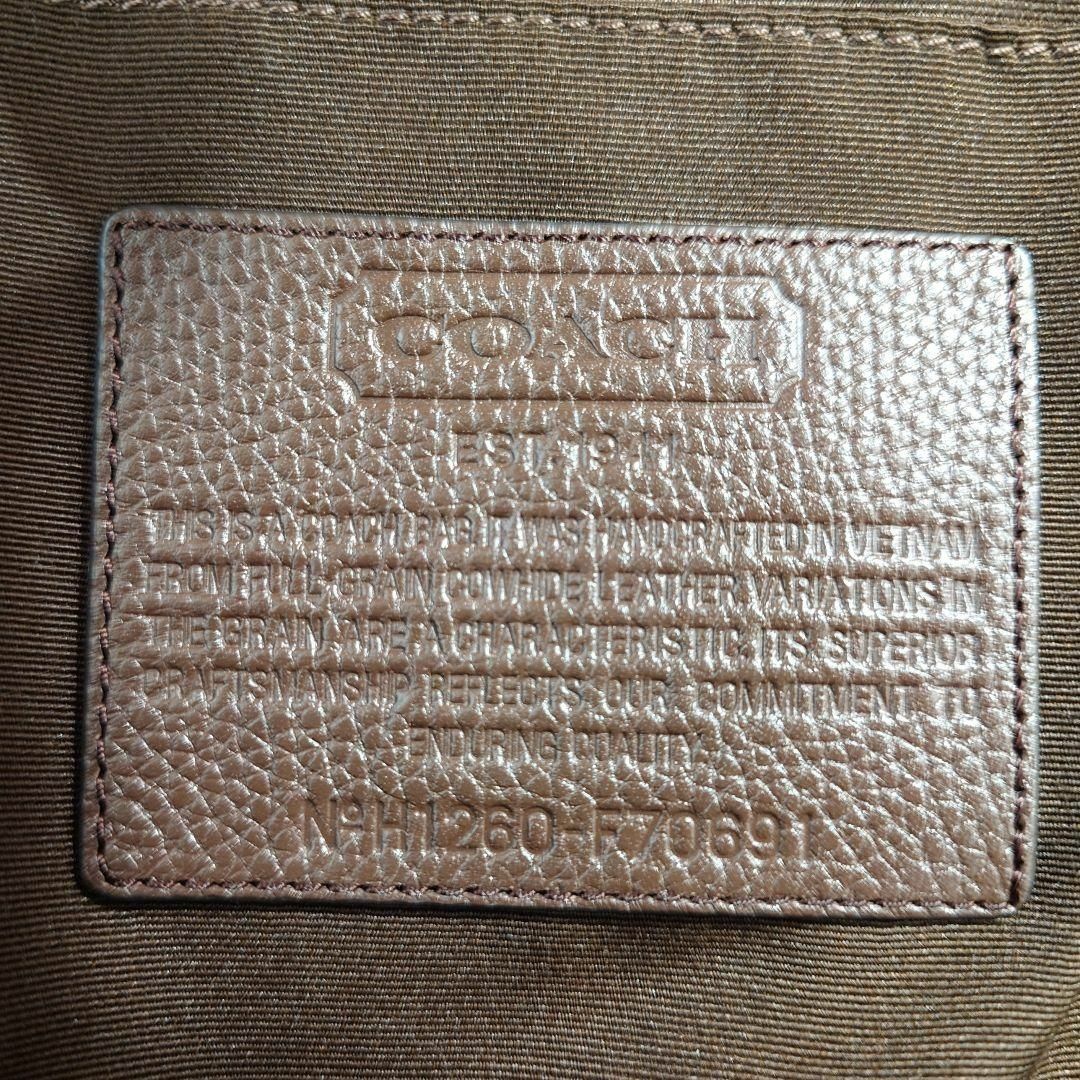 COACH
EST. 1941
THIS IS A COACH BAG. IT WAS HANDCRAFTED IN VIETNAM
FROM FULL-GRAIN COWHIDE LEATHER. VARIATIONS IN
THE GRAIN ARE A CHARACTERISTIC. ITS SUPERIOR
CRAFTSMANSHIP REFLECTS OUR COMMITMENT TO
ENDURING QUALITY.
Nº H1260-F70691